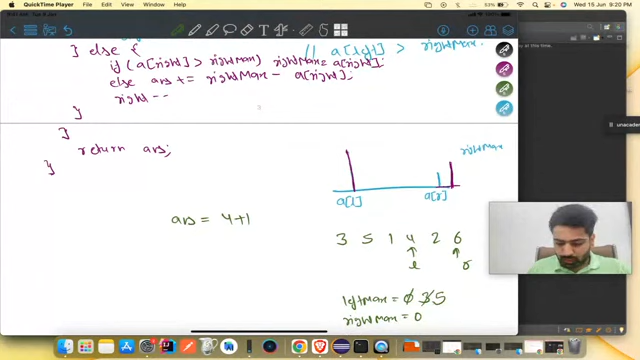 QuickTime Player File Edit View Window Help
Wed 15 Jun 9:20 PM
} else {
// a[left] > rightMax.
if (a[right] > rightMax) rightMax = a[right];
else ans += rightMax - a[right];
right--
}
}
return ans;
}
rightMax
a[l] a[r]
ans = 4+1
3 5 1 4 2 6
l r
leftMax = 0 3 5
rightMax = 0
unacademy